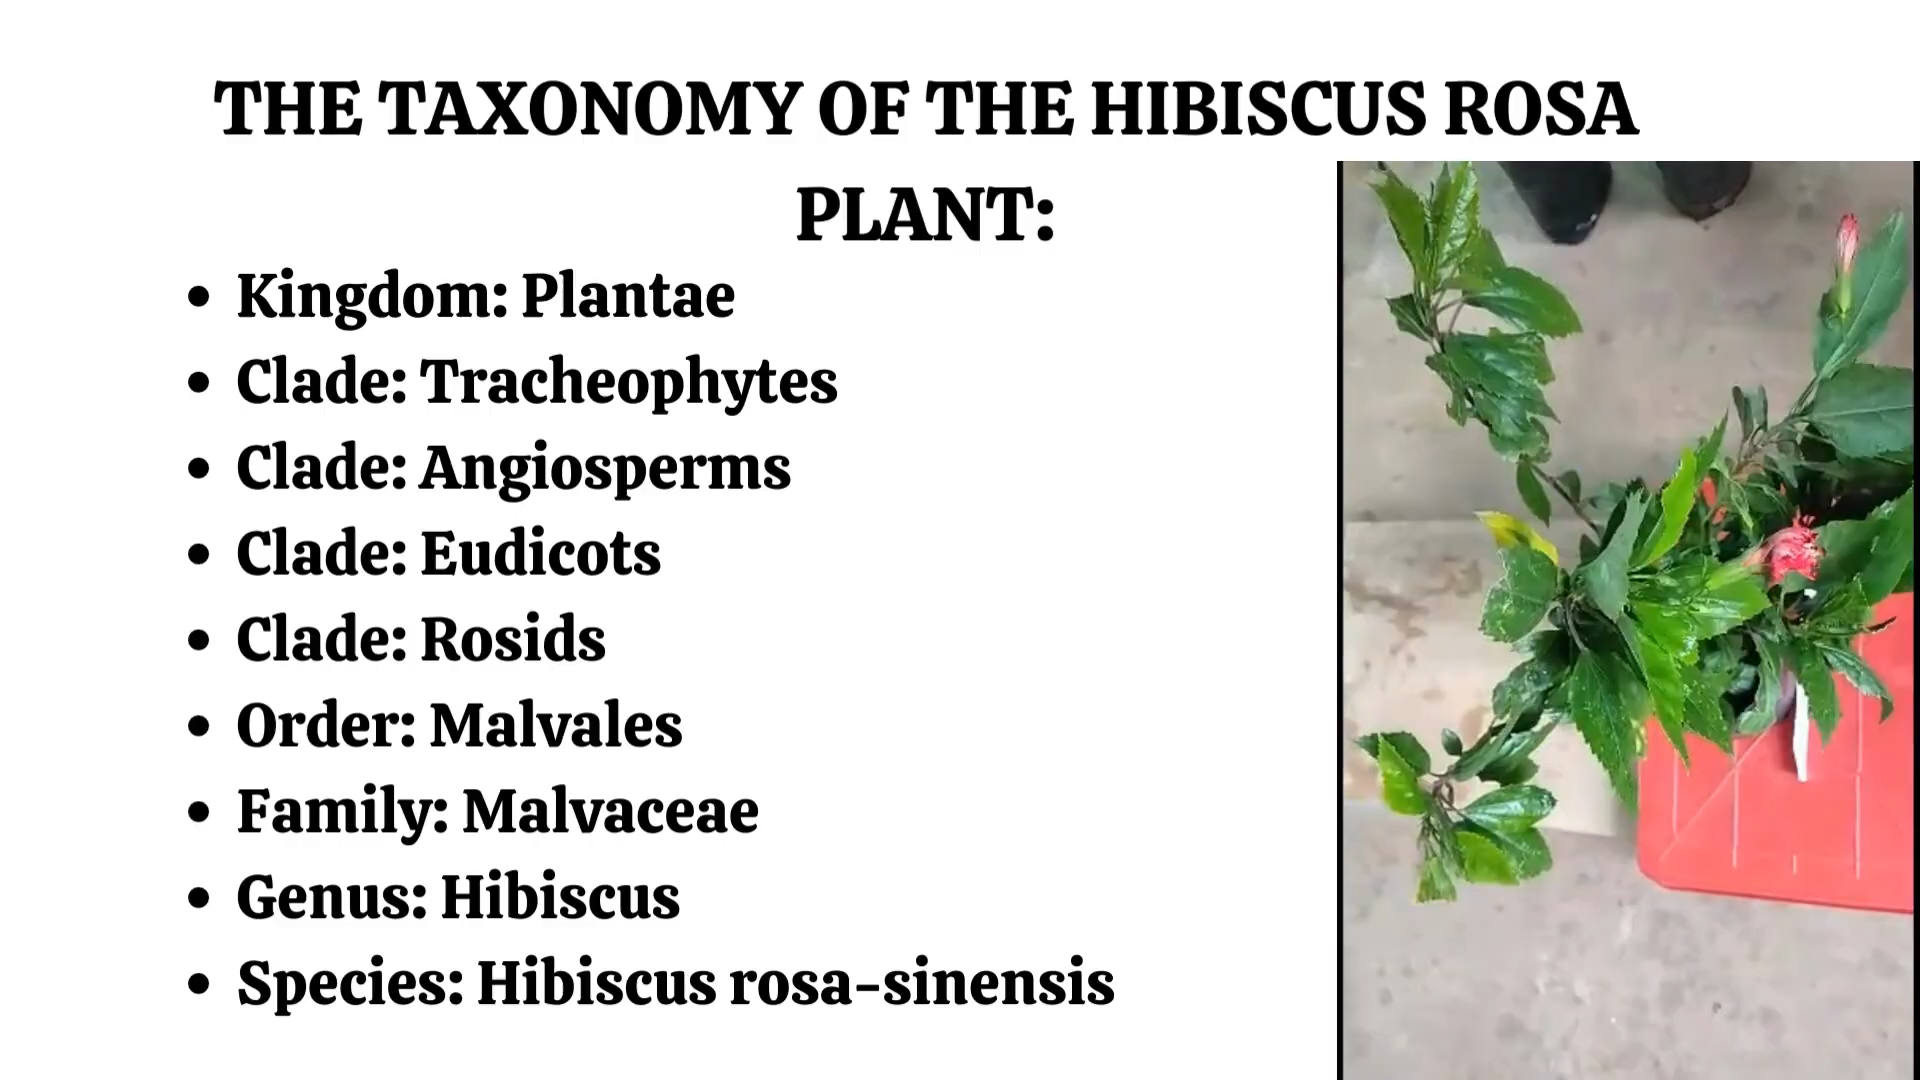 THE TAXONOMY OF THE HIBISCUS ROSA
PLANT:
• Kingdom: Plantae
• Clade: Tracheophytes
• Clade: Angiosperms
• Clade: Eudicots
• Clade: Rosids
• Order: Malvales
• Family: Malvaceae
• Genus: Hibiscus
• Species: Hibiscus rosa-sinensis